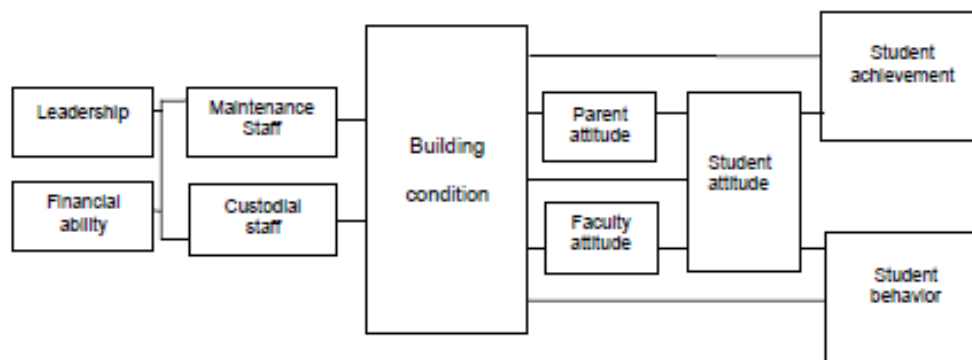 Leadership
Financial
ability
Maintenance
Staff
Custodial
staff
Building
condition
Parent
attitude
Faculty
attitude
Student
attitude
Student
achievement
Student
behavior